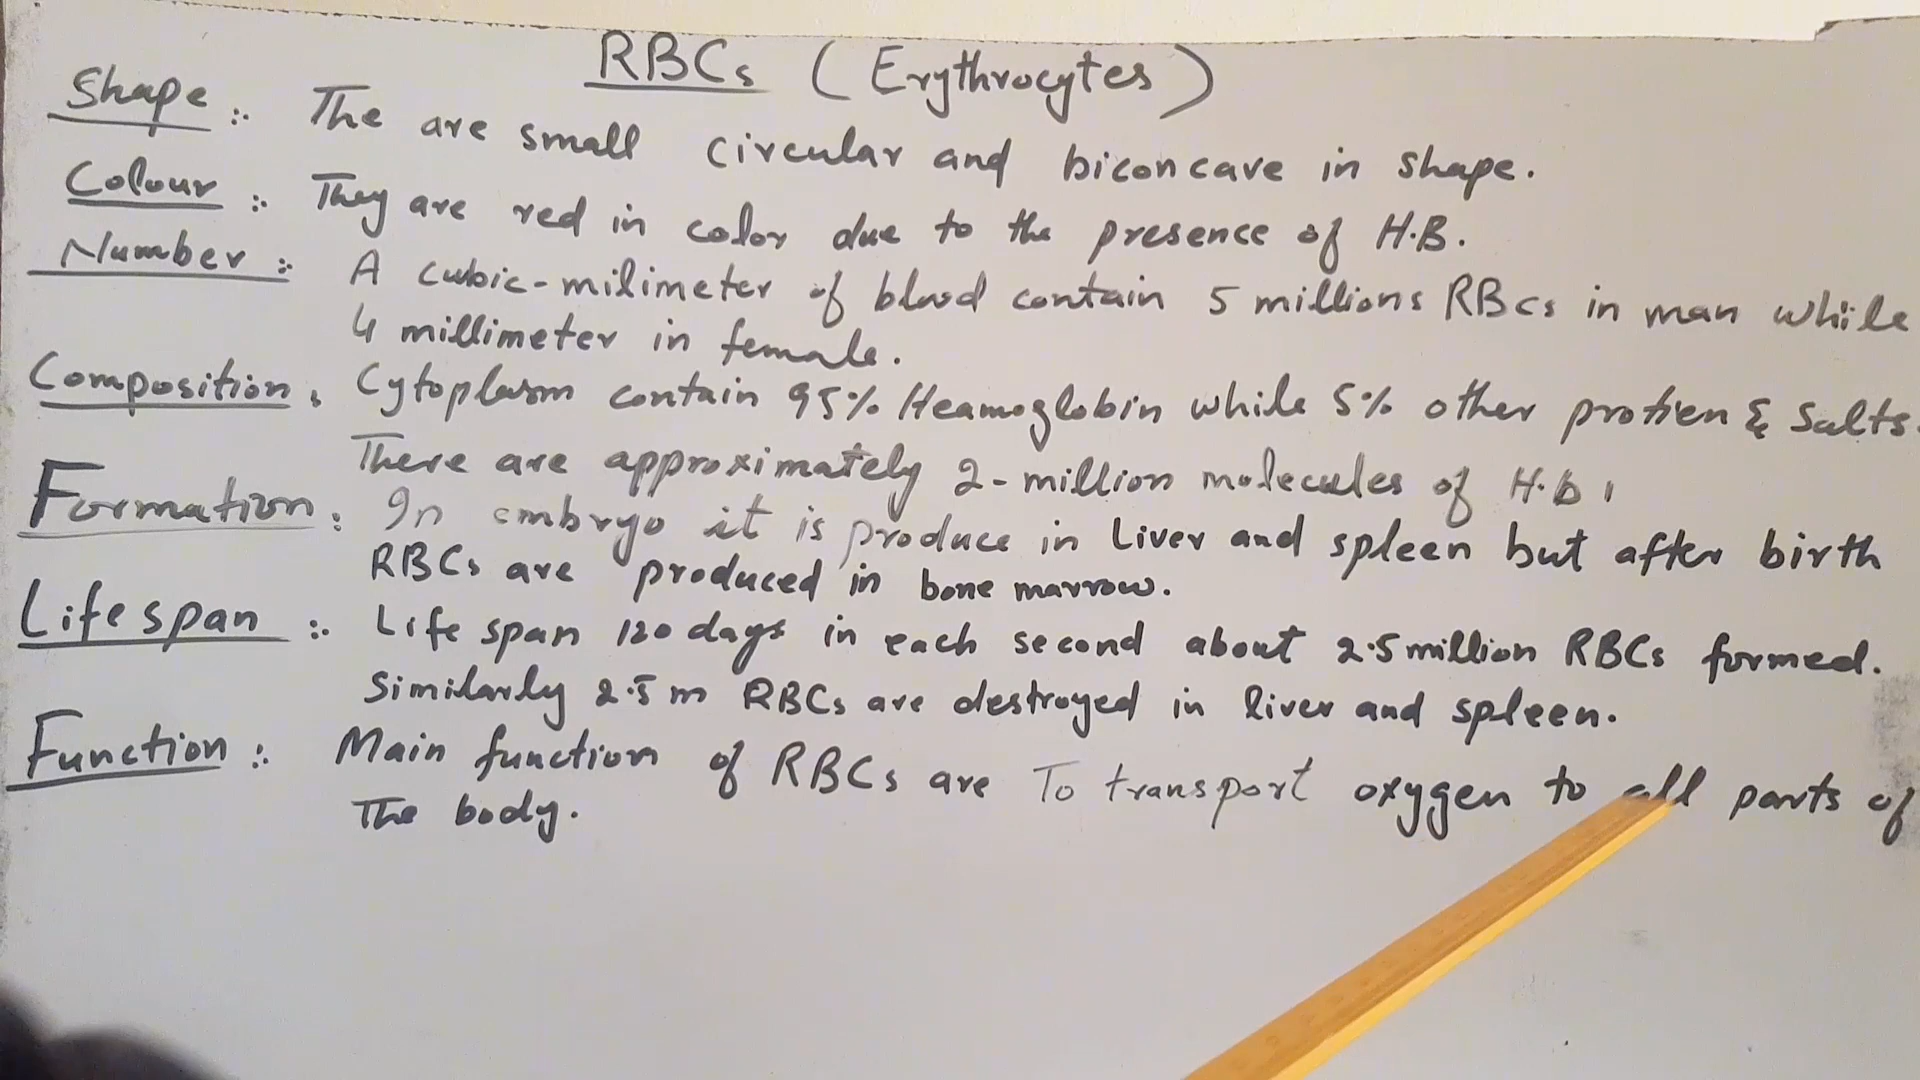 RBCs (Erythrocytes)
Shape :. The are small circular and biconcave in shape.
Colour :. They are red in color due to the presence of H.B.
Number :. A cubic-milimeter of blood contain 5 millions RBCs in man while
4 millimeter in female.
Composition, Cytoplasm contain 95% Heamoglobin while 5% other protien & Salts.
There are approximately 2-million molecules of H.b,
Formation : In embryo it is produce in Liver and spleen but after birth
RBCs are produced in bone marrow.
Life span :. Life span 120 days in each second about 2.5 million RBCs formed.
Similarly 2.5 m RBCs are destroyed in liver and spleen.
Function :. Main function of RBCs are To transport oxygen to all parts of
The body.